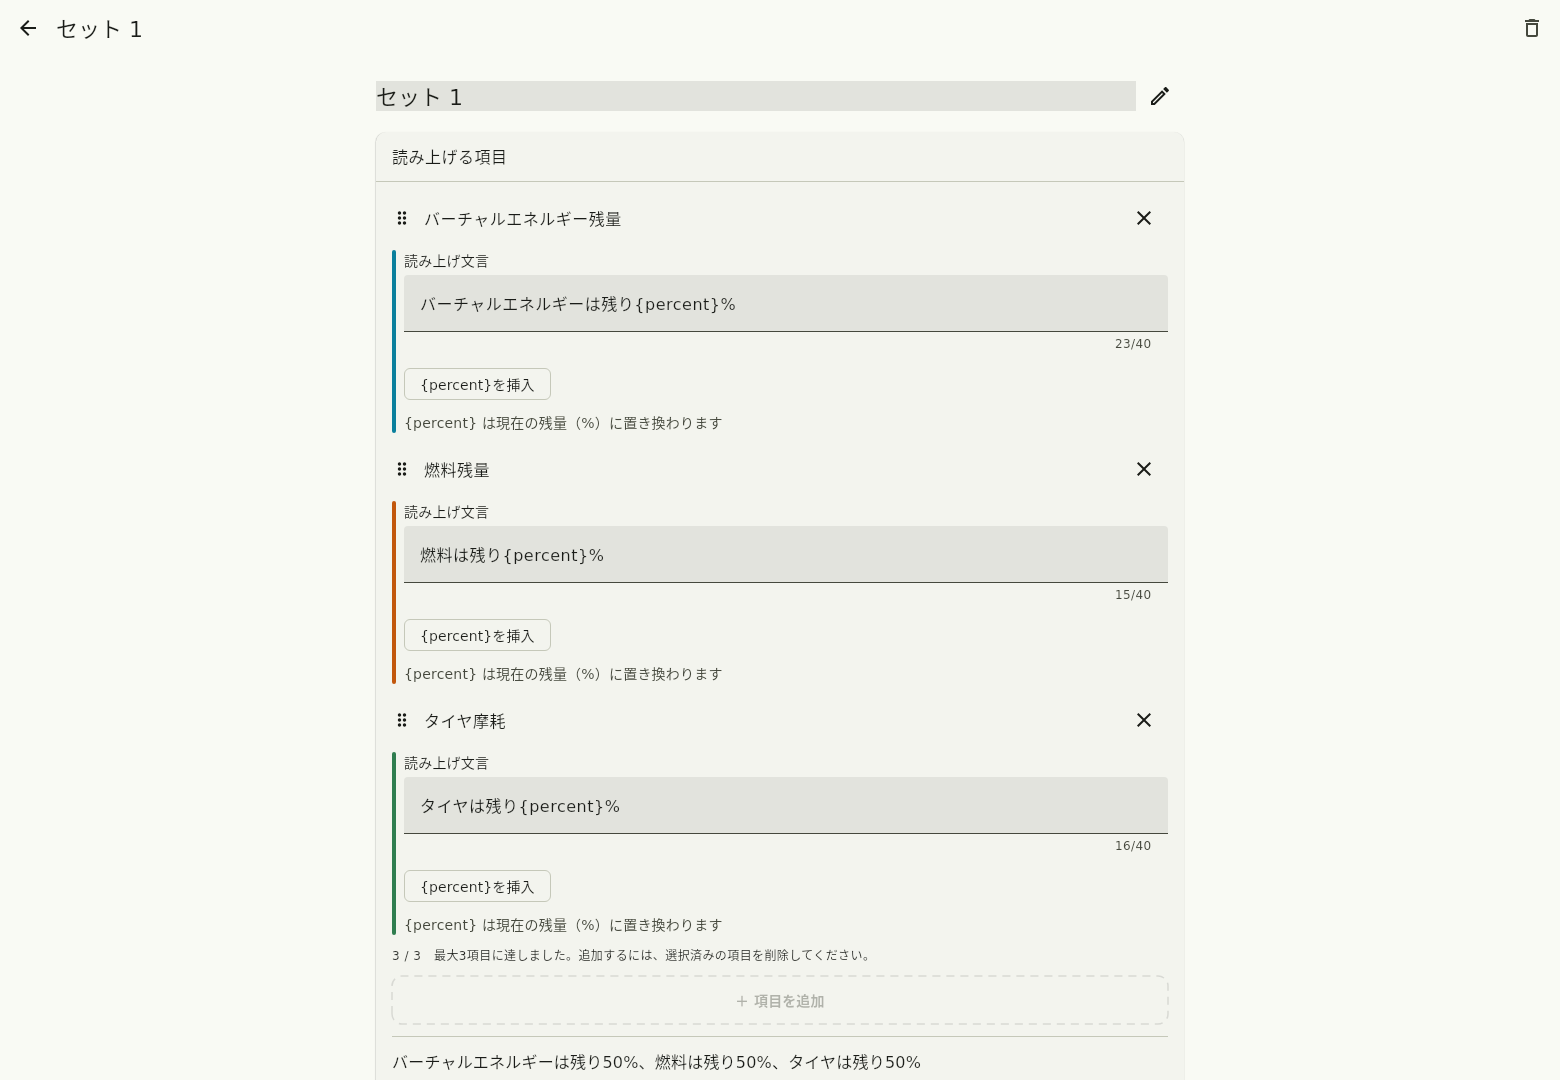 セット 1
セット 1
読み上げる項目
バーチャルエネルギー残量
読み上げ文言
バーチャルエネルギーは残り{percent}%
23/40
{percent}を挿入
{percent} は現在の残量（%）に置き換わります
燃料残量
読み上げ文言
燃料は残り{percent}%
15/40
{percent}を挿入
{percent} は現在の残量（%）に置き換わります
タイヤ摩耗
読み上げ文言
タイヤは残り{percent}%
16/40
{percent}を挿入
{percent} は現在の残量（%）に置き換わります
3 / 3　最大3項目に達しました。追加するには、選択済みの項目を削除してください。
+ 項目を追加
バーチャルエネルギーは残り50%、燃料は残り50%、タイヤは残り50%